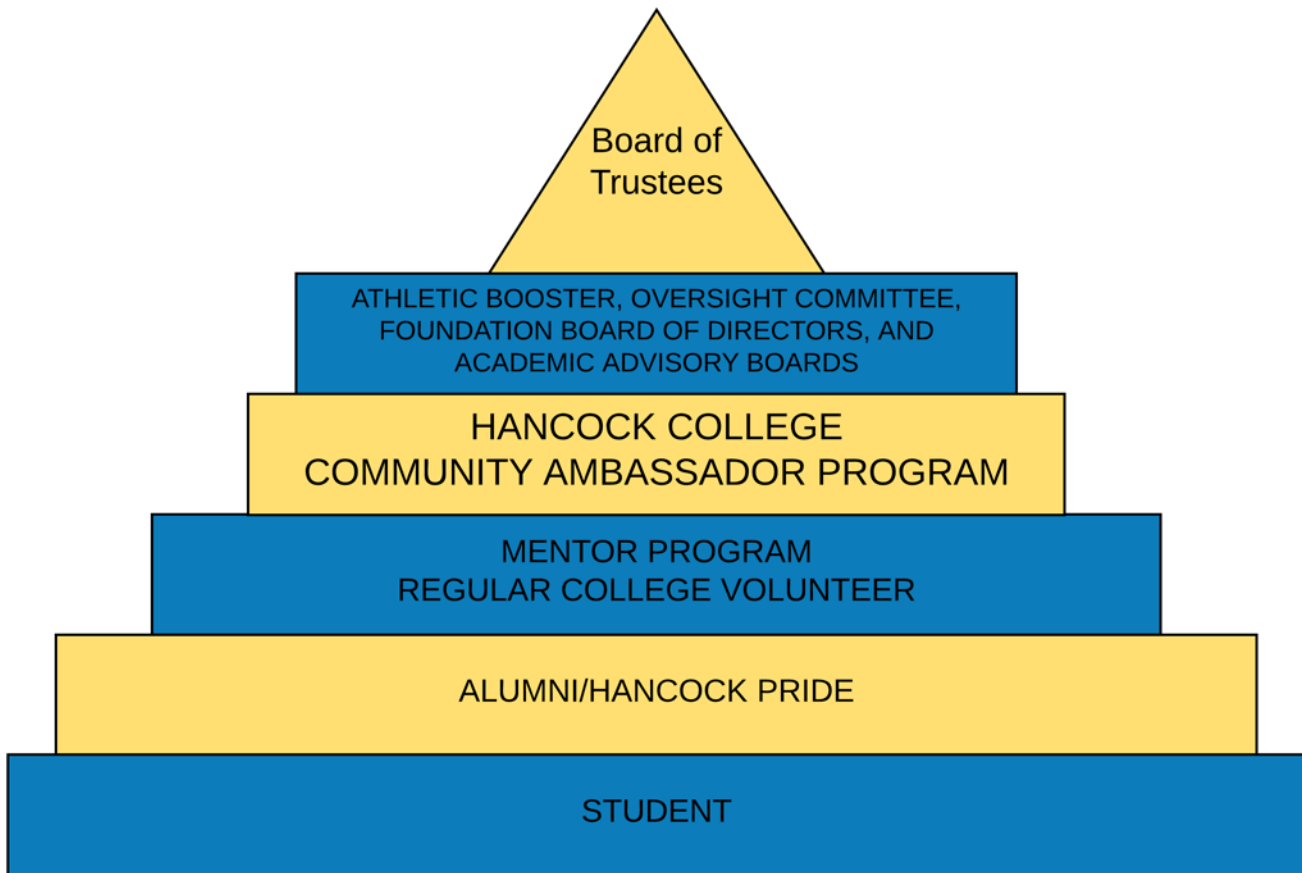 Board of
Trustees
ATHLETIC BOOSTER, OVERSIGHT COMMITTEE,
FOUNDATION BOARD OF DIRECTORS, AND
ACADEMIC ADVISORY BOARDS
HANCOCK COLLEGE
COMMUNITY AMBASSADOR PROGRAM
MENTOR PROGRAM
REGULAR COLLEGE VOLUNTEER
ALUMNI/HANCOCK PRIDE
STUDENT